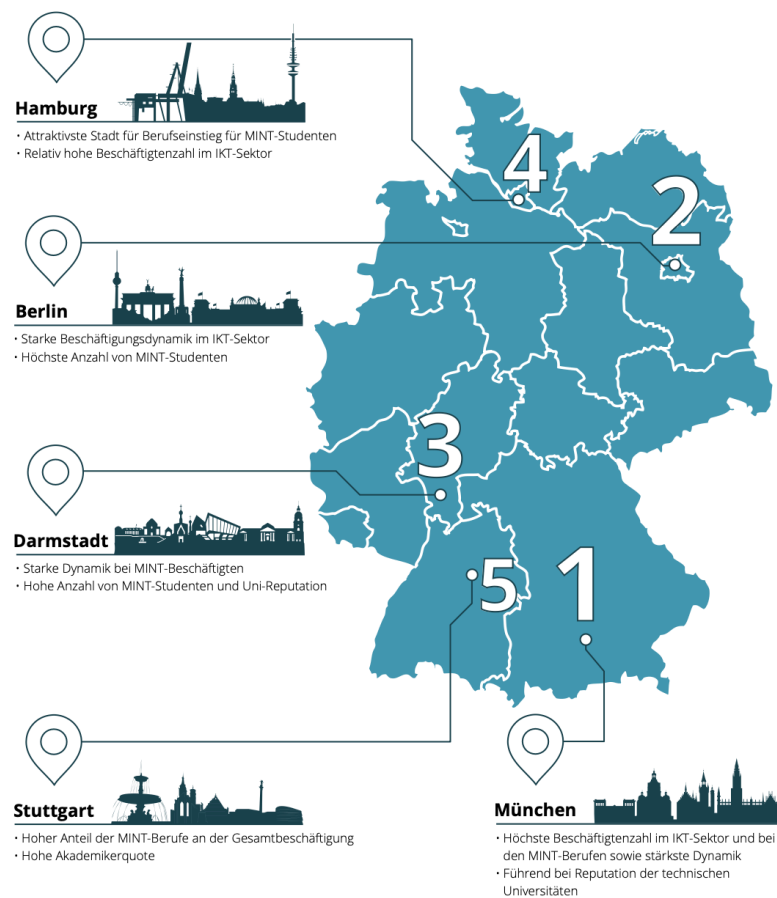 Hamburg
• Attraktivste Stadt für Berufseinstieg für MINT-Studenten
• Relativ hohe Beschäftigtenzahl im IKT-Sektor
4
2
Berlin
• Starke Beschäftigungsdynamik im IKT-Sektor
• Höchste Anzahl von MINT-Studenten
3
Darmstadt
• Starke Dynamik bei MINT-Beschäftigten
• Hohe Anzahl von MINT-Studenten und Uni-Reputation
5
1
Stuttgart
• Hoher Anteil der MINT-Berufe an der Gesamtbeschäftigung
• Hohe Akademikerquote
München
• Höchste Beschäftigtenzahl im IKT-Sektor und bei
den MINT-Berufen sowie stärkste Dynamik
• Führend bei Reputation der technischen
Universitäten